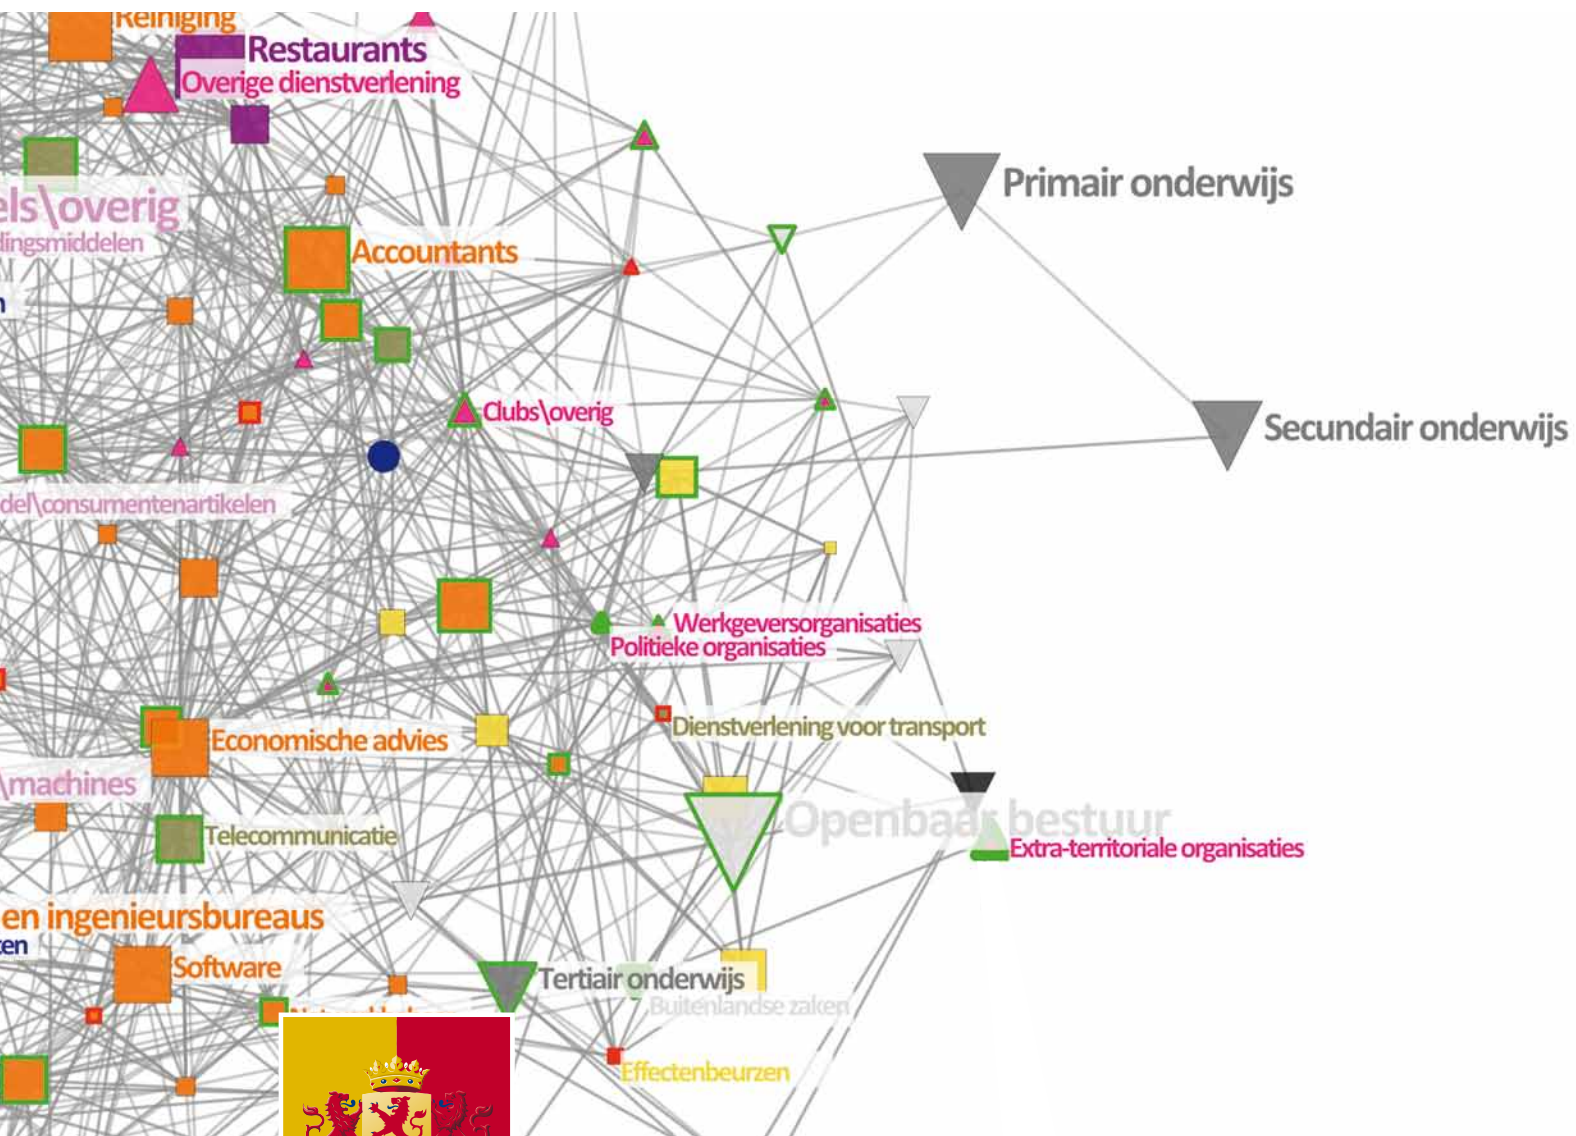 Reiniging
Restaurants
Overige dienstverlening
Primair onderwijs
els\overig
dingsmiddelen
Accountants
n
Clubs\overig
Secundair onderwijs
del\consumentenartikelen
Werkgeversorganisaties
Politieke organisaties
Dienstverlening voor transport
Economische advies
\machines
Openbaar bestuur
Telecommunicatie
Extra-territoriale organisaties
en ingenieursbureaus
ten
Software
Tertiair onderwijs
Buitenlandse zaken
Effectenbeurzen